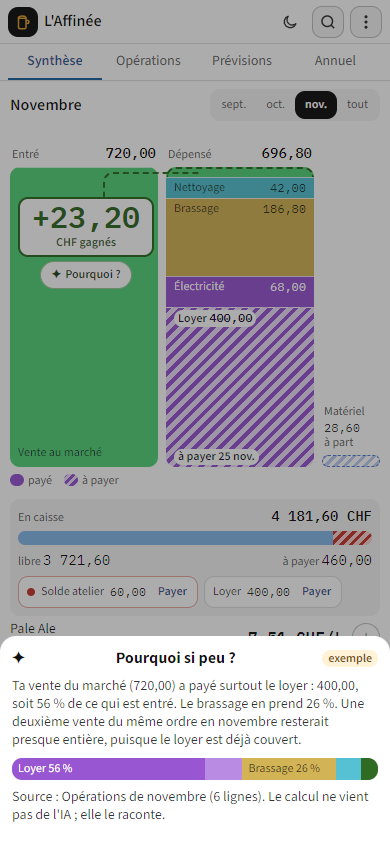 L'Affinée
Synthèse Opérations Prévisions Annuel
Novembre sept. oct. nov. tout
Entré 720,00 Dépensé 696,80
Nettoyage 42,00
Brassage 186,80
+23,20
CHF gagnés
✦ Pourquoi ?
Électricité 68,00
Loyer 400,00
Matériel
28,60
à part
Vente au marché
à payer 25 nov.
payé à payer
En caisse 4 181,60 CHF
libre 3 721,60 à payer 460,00
Solde atelier 60,00 Payer Loyer 400,00 Payer
Pale Ale
✦ Pourquoi si peu ? exemple
Ta vente du marché (720,00) a payé surtout le loyer : 400,00,
soit 56 % de ce qui est entré. Le brassage en prend 26 %. Une
deuxième vente du même ordre en novembre resterait
presque entière, puisque le loyer est déjà couvert.
Loyer 56 % Brassage 26 %
Source : Opérations de novembre (6 lignes). Le calcul ne vient
pas de l'IA ; elle le raconte.